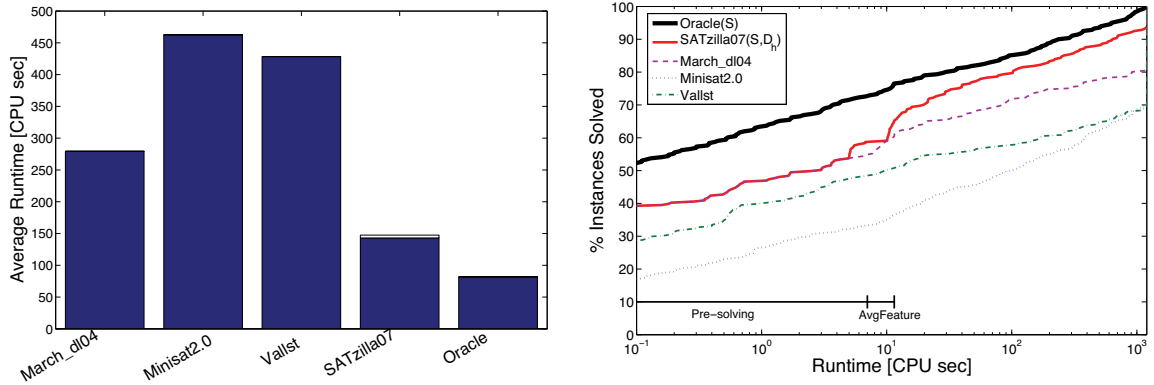 500
450
400
350
300
250
200
150
100
50
0
Average Runtime [CPU sec]
March_dl04
Minisat2.0
Vallst
SATzilla07
Oracle
100
90
80
70
60
50
40
30
20
10
0
% Instances Solved
Oracle(S)
SATzilla07(S,D_h)
March_dl04
Minisat2.0
Vallst
Pre-solving
AvgFeature
10^−1
10^0
10^1
10^2
10^3
Runtime [CPU sec]